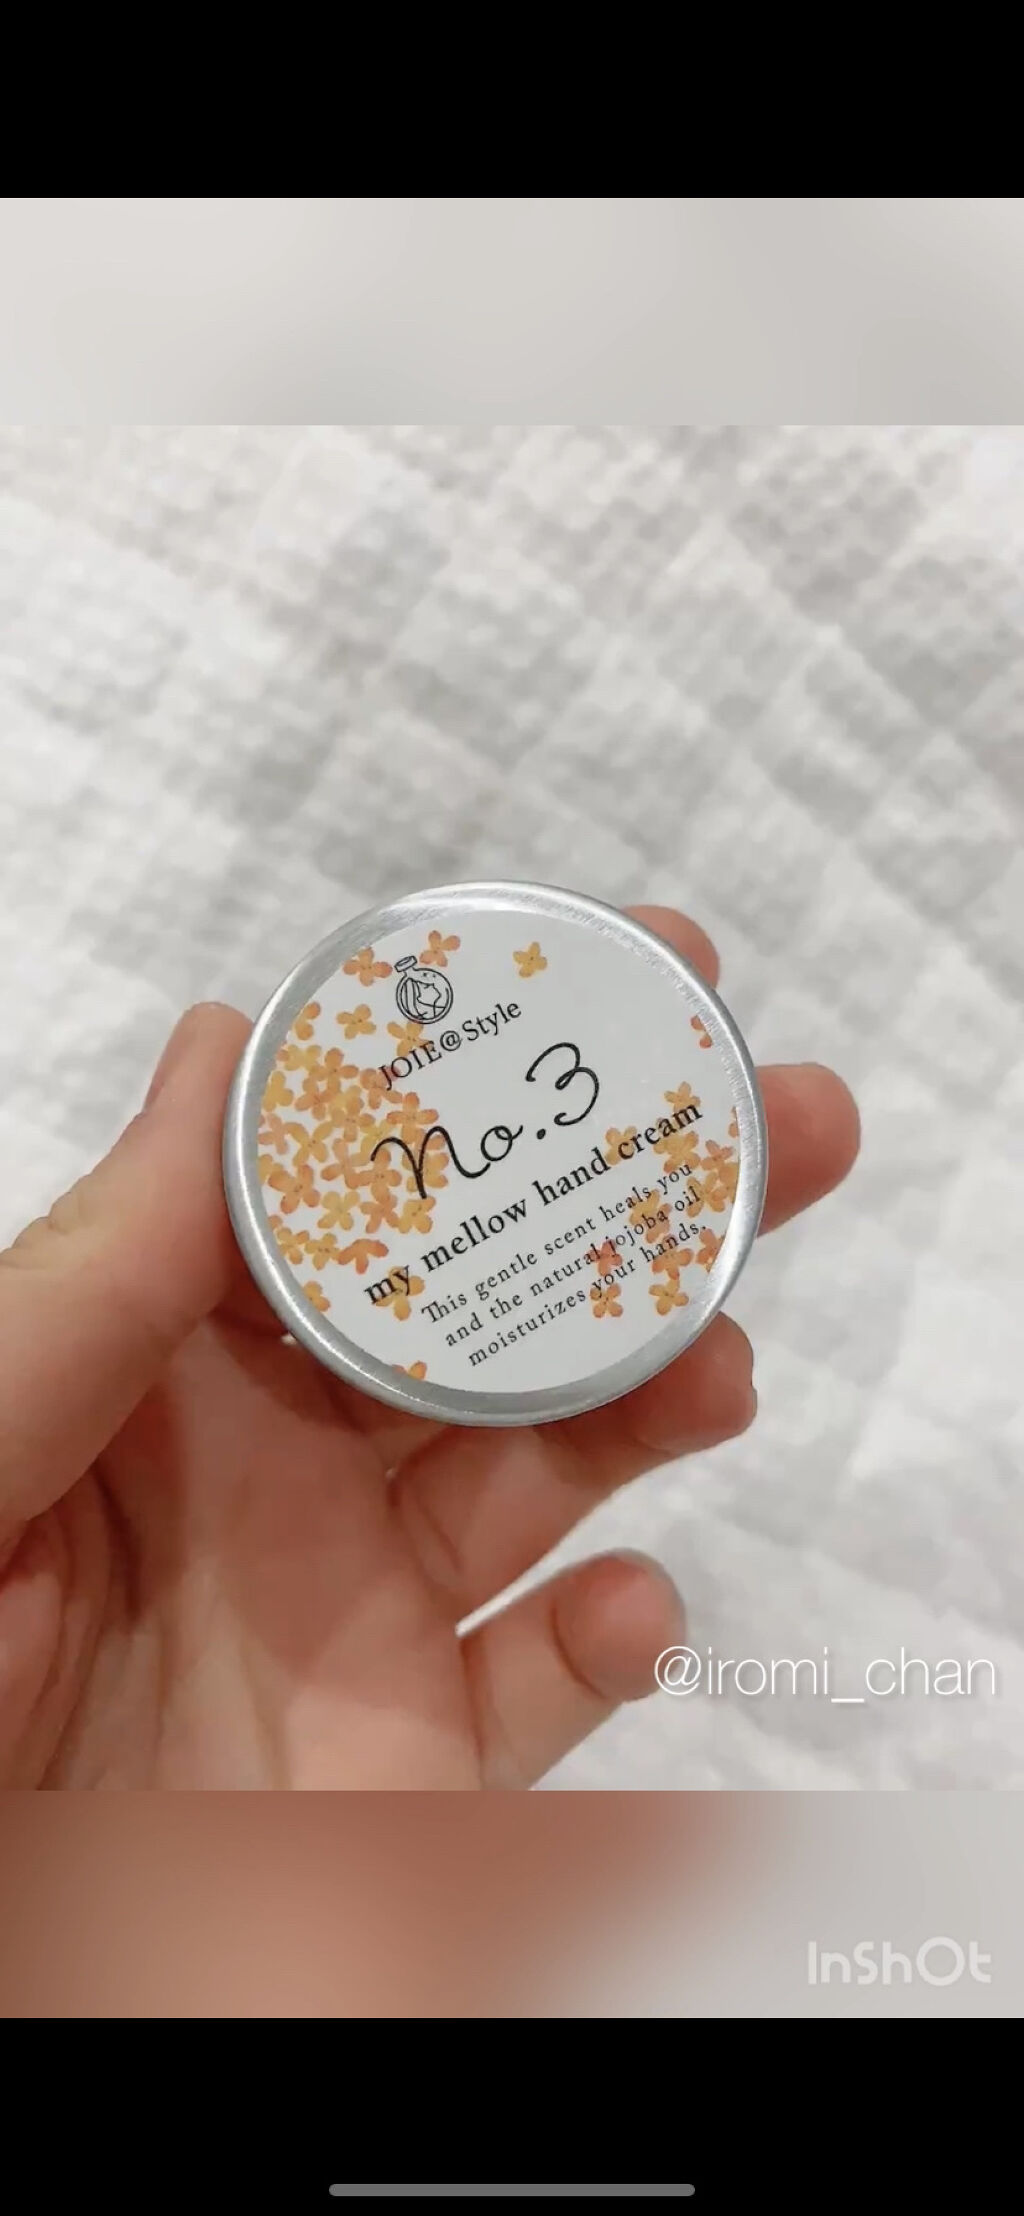 JOIE@Style
No.3
my mellow hand cream
This gentle scent heals you
and the natural jojoba oil
moisturizes your hands.
@iromi_chan
InShOt